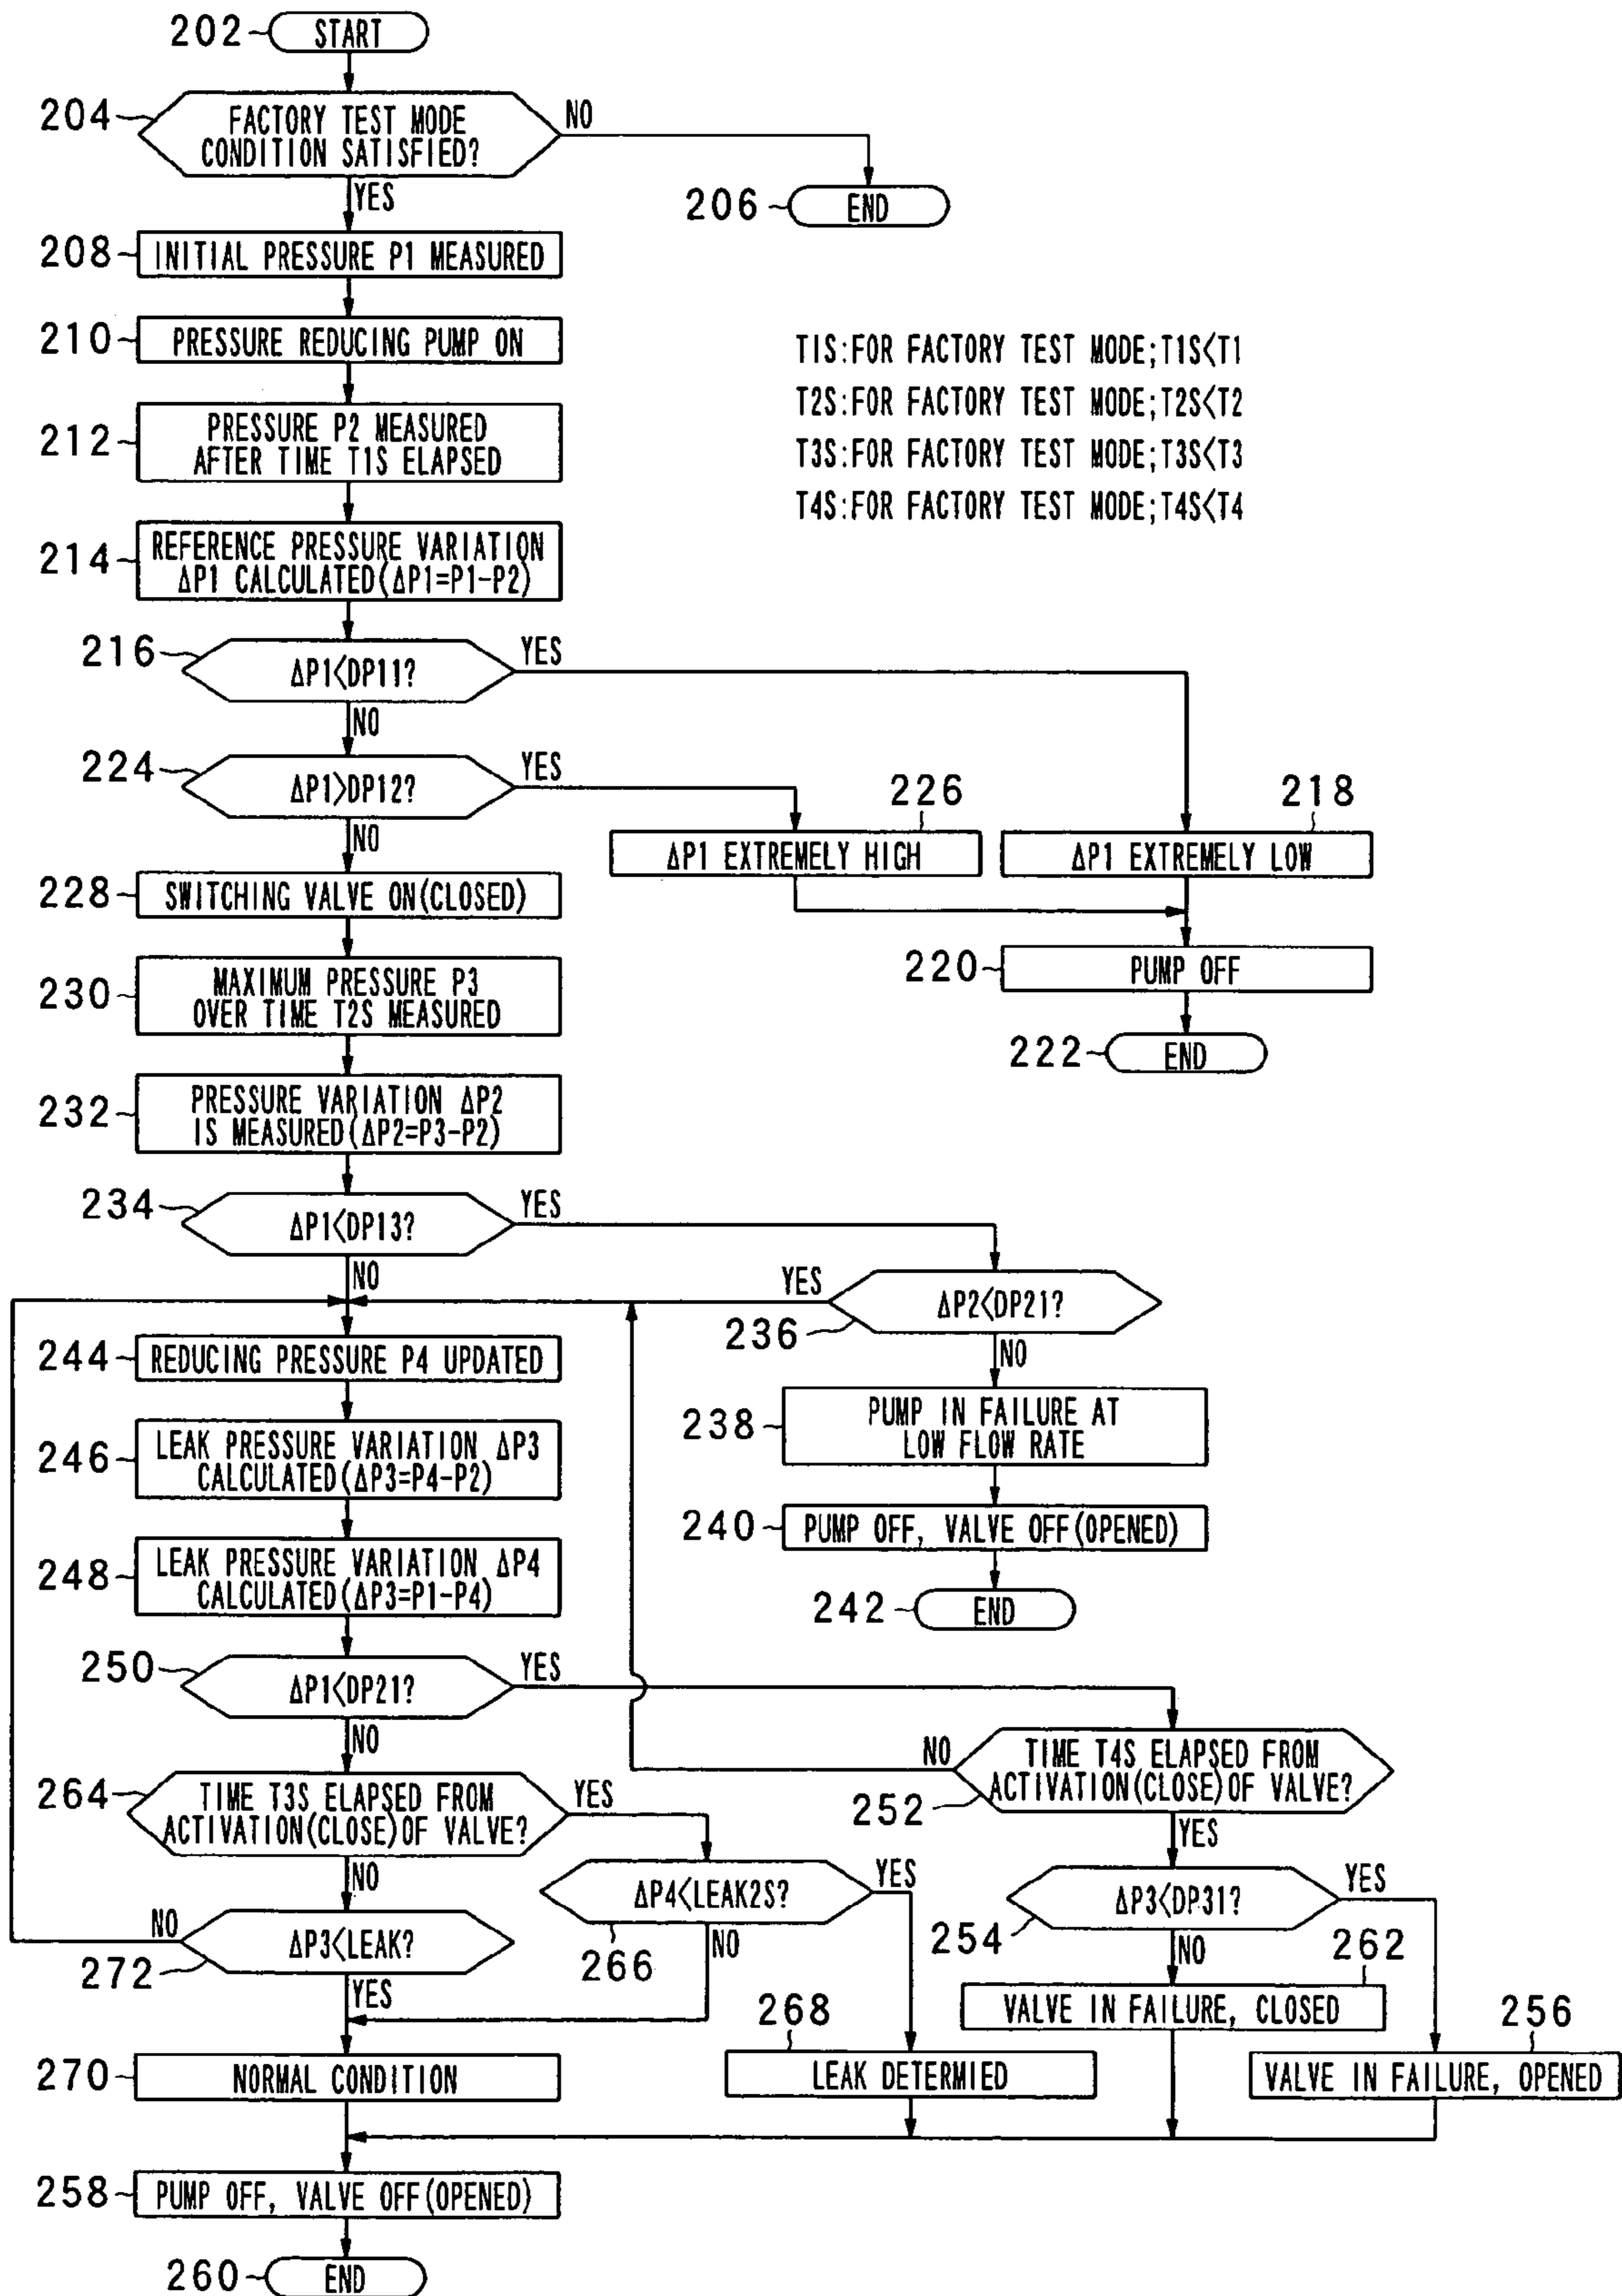 202
START
204
FACTORY TEST MODE
CONDITION SATISFIED?
NO
YES
206
END
208
INITIAL PRESSURE P1 MEASURED
210
PRESSURE REDUCING PUMP ON
T1S:FOR FACTORY TEST MODE;T1S<T1
T2S:FOR FACTORY TEST MODE;T2S<T2
T3S:FOR FACTORY TEST MODE;T3S<T3
T4S:FOR FACTORY TEST MODE;T4S<T4
212
PRESSURE P2 MEASURED
AFTER TIME T1S ELAPSED
214
REFERENCE PRESSURE VARIATION
ΔP1 CALCULATED(ΔP1=P1-P2)
216
ΔP1<DP11?
YES
NO
224
ΔP1>DP12?
YES
NO
226
ΔP1 EXTREMELY HIGH
218
ΔP1 EXTREMELY LOW
228
SWITCHING VALVE ON(CLOSED)
220
PUMP OFF
230
MAXIMUM PRESSURE P3
OVER TIME T2S MEASURED
222
END
232
PRESSURE VARIATION ΔP2
IS MEASURED(ΔP2=P3-P2)
234
ΔP1<DP13?
YES
NO
236
ΔP2<DP21?
YES
NO
244
REDUCING PRESSURE P4 UPDATED
238
PUMP IN FAILURE AT
LOW FLOW RATE
246
LEAK PRESSURE VARIATION ΔP3
CALCULATED(ΔP3=P4-P2)
240
PUMP OFF, VALVE OFF(OPENED)
248
LEAK PRESSURE VARIATION ΔP4
CALCULATED(ΔP3=P1-P4)
242
END
250
ΔP1<DP21?
YES
NO
252
TIME T4S ELAPSED FROM
ACTIVATION(CLOSE)OF VALVE?
NO
YES
264
TIME T3S ELAPSED FROM
ACTIVATION(CLOSE)OF VALVE?
YES
NO
266
ΔP4<LEAK2S?
YES
NO
254
ΔP3<DP31?
YES
NO
272
ΔP3<LEAK?
NO
YES
262
VALVE IN FAILURE, CLOSED
256
VALVE IN FAILURE, OPENED
268
LEAK DETERMIED
270
NORMAL CONDITION
258
PUMP OFF, VALVE OFF(OPENED)
260
END